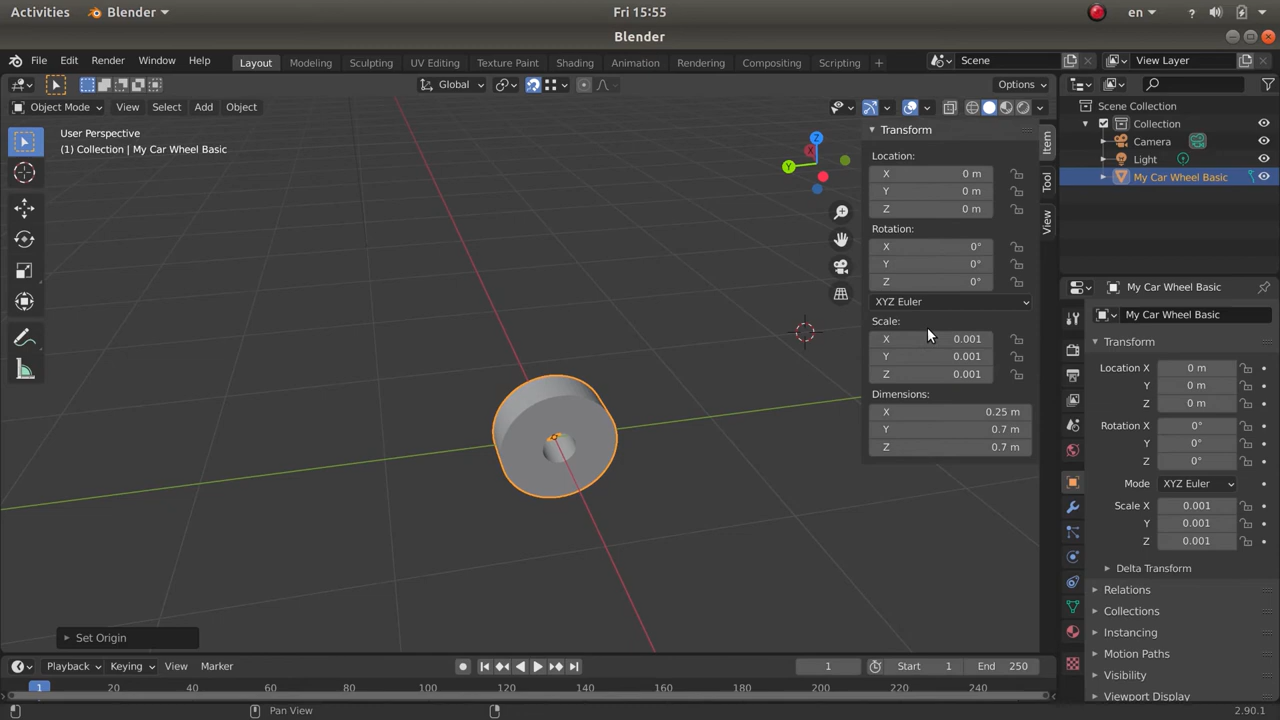 Activities Blender Fri 15:55 en ?
Blender
File Edit Render Window Help Layout Modeling Sculpting UV Editing Texture Paint Shading Animation Rendering Compositing Scripting + Scene View Layer
Global Options
Object Mode View Select Add Object
User Perspective
(1) Collection | My Car Wheel Basic
Z
X
Y
Transform
Location:
X 0 m
Y 0 m
Z 0 m
Rotation:
X 0°
Y 0°
Z 0°
XYZ Euler
Scale:
X 0.001
Y 0.001
Z 0.001
Dimensions:
X 0.25 m
Y 0.7 m
Z 0.7 m
Item
Tool
View
Scene Collection
Collection
Camera
Light
My Car Wheel Basic
My Car Wheel Basic
My Car Wheel Basic
Transform
Location X 0 m
Y 0 m
Z 0 m
Rotation X 0°
Y 0°
Z 0°
Mode XYZ Euler
Scale X 0.001
Y 0.001
Z 0.001
Delta Transform
Relations
Collections
Instancing
Motion Paths
Visibility
Viewport Display
Set Origin
Playback Keying View Marker 1 Start 1 End 250
1 20 40 60 80 100 120 140 160 180 200 220 240
Pan View 2.90.1